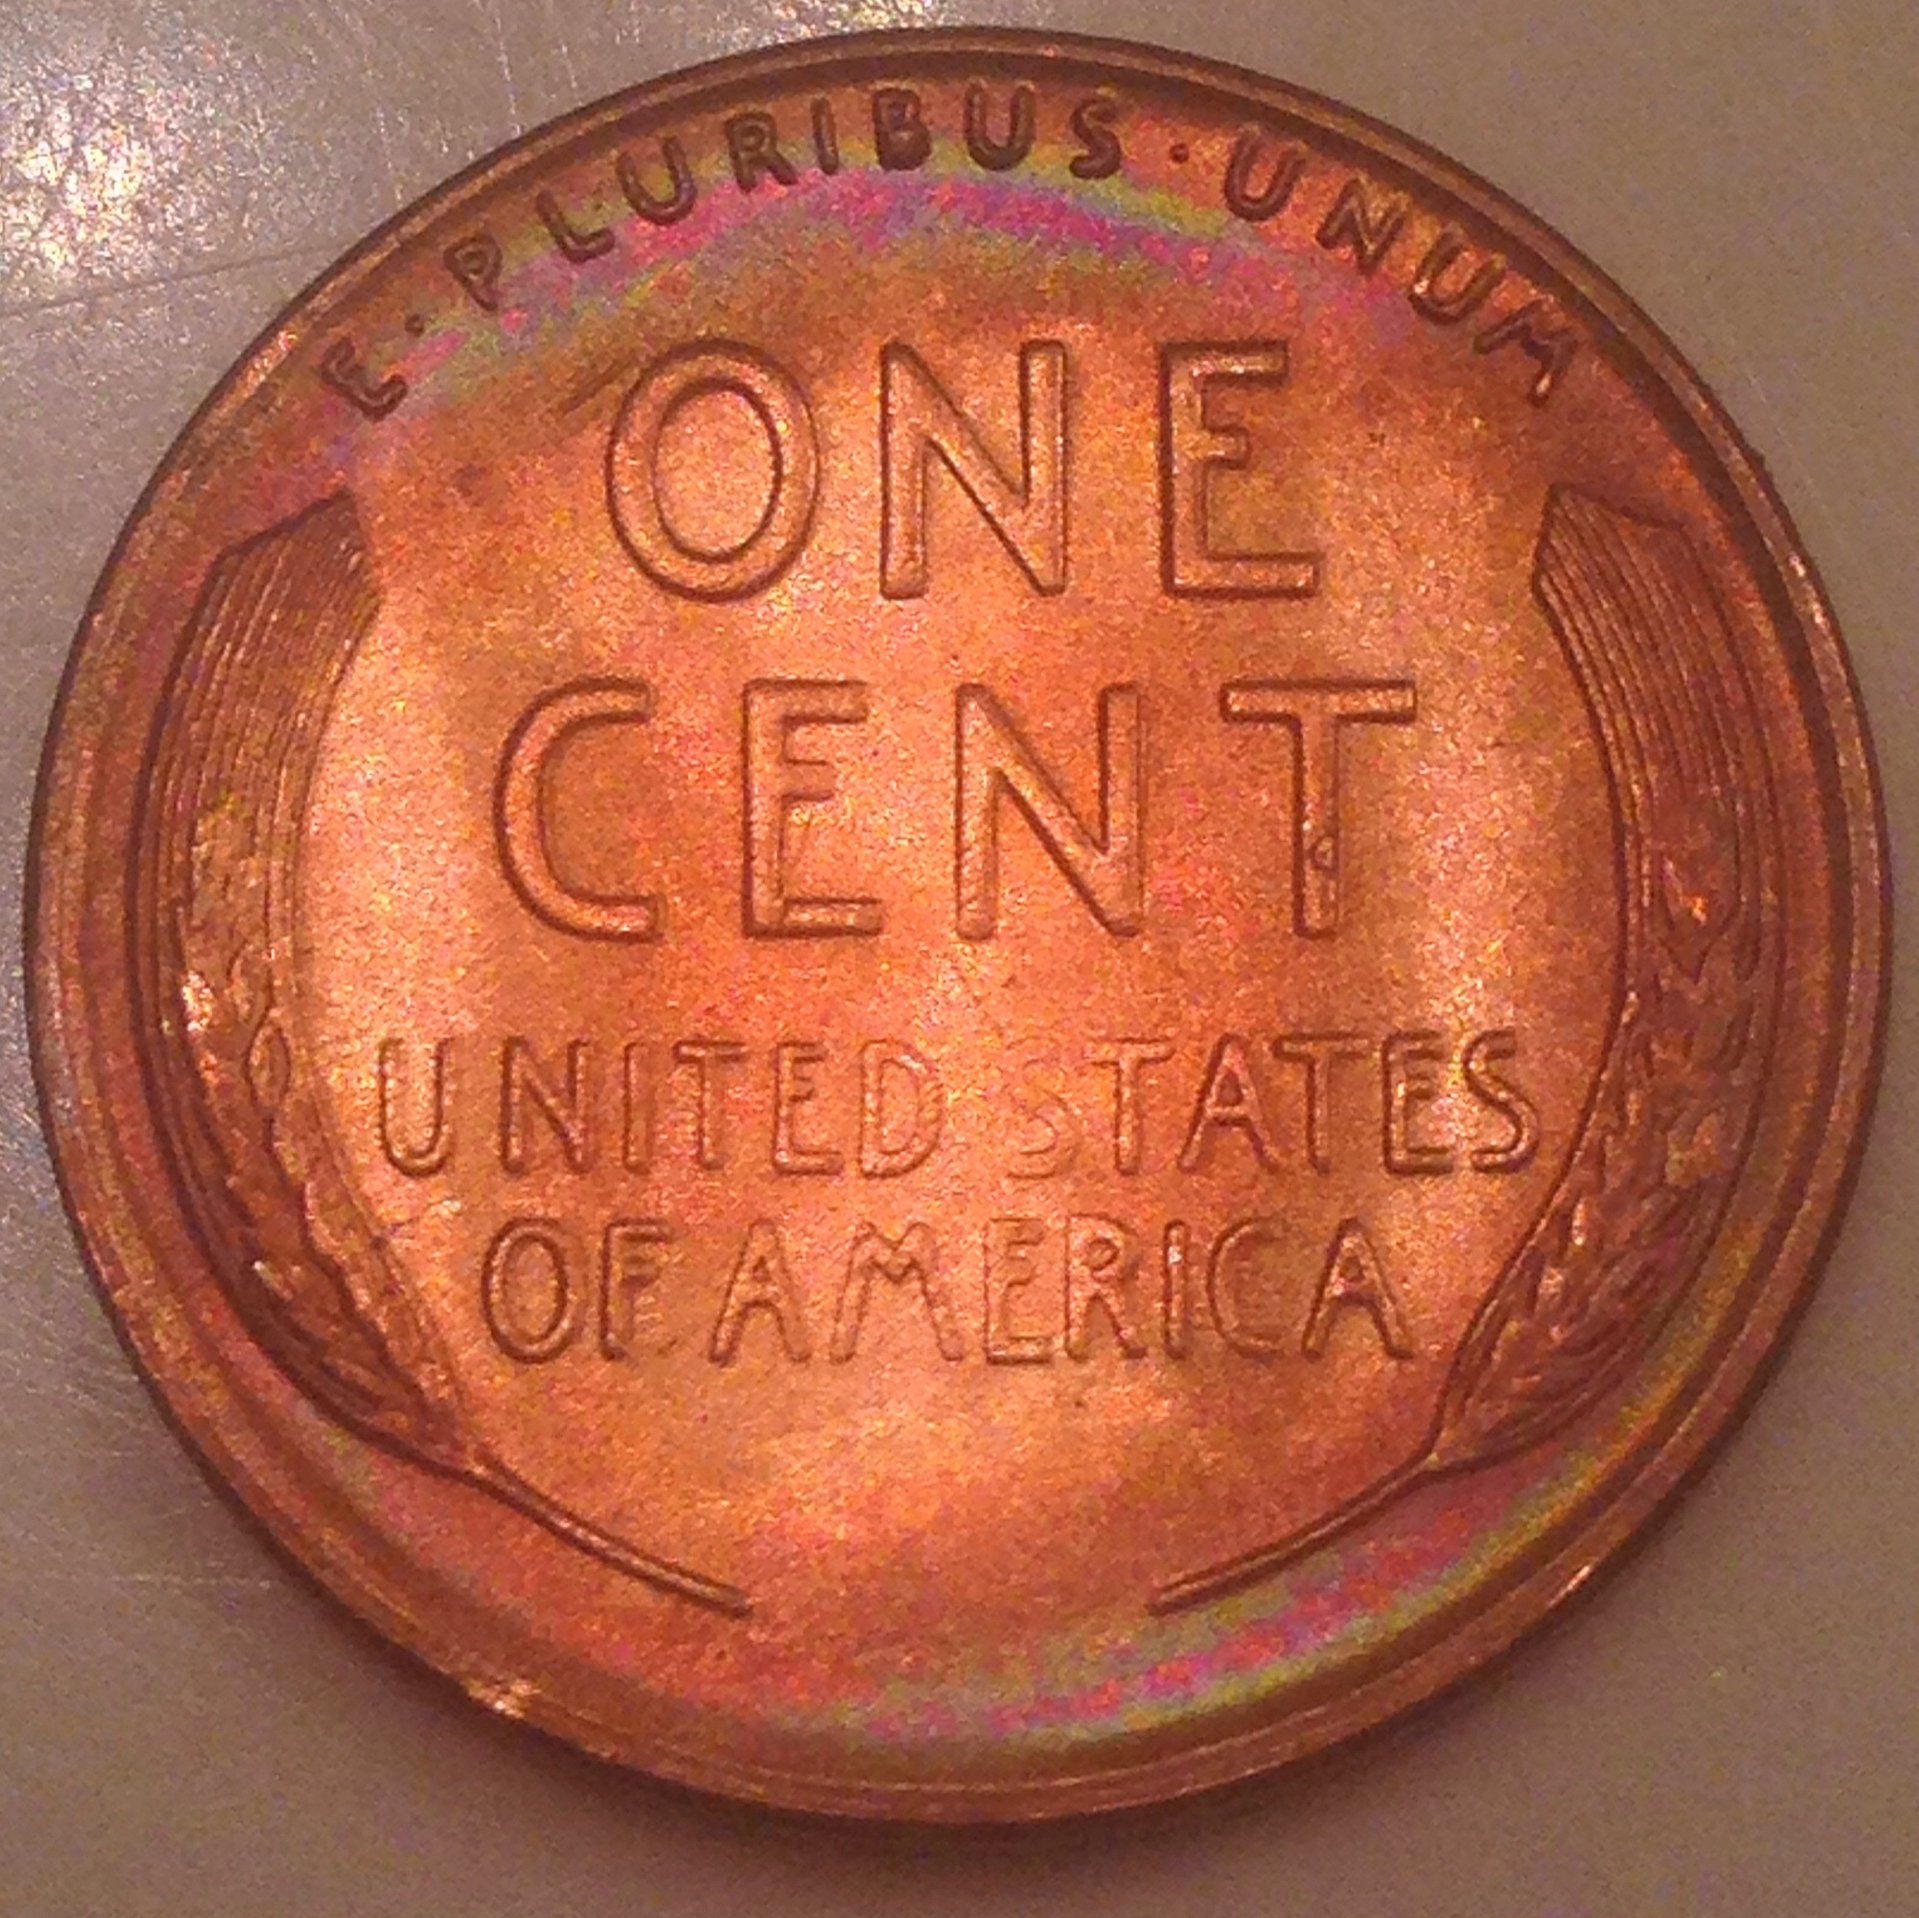 E · PLURIBUS · UNUM
ONE
CENT
UNITED STATES
OF AMERICA